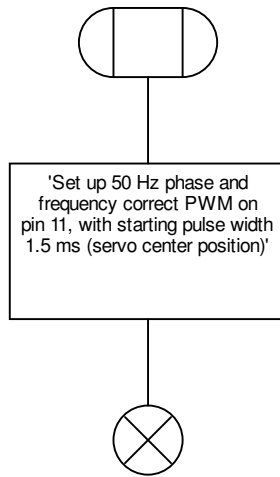 'Set up 50 Hz phase and
frequency correct PWM on
pin 11, with starting pulse width
1.5 ms (servo center position)'